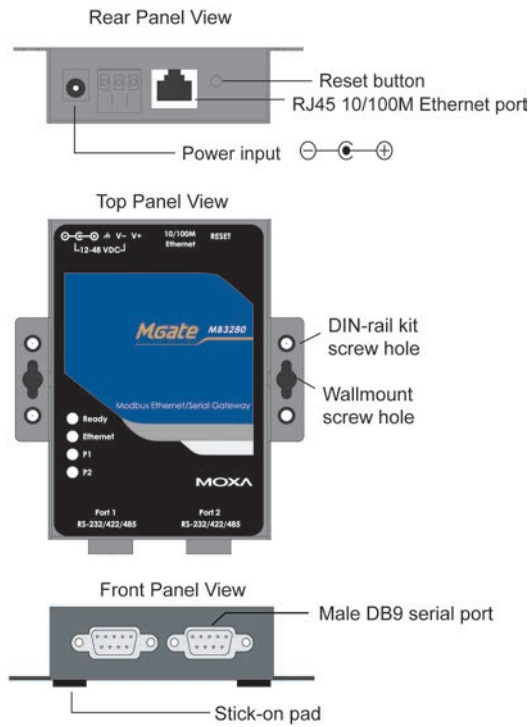 Rear Panel View
Reset button
RJ45 10/100M Ethernet port
Power input
Top Panel View
V- V+ 10/100M Ethernet RESET
12-48 VDC
MGate MB3280
DIN-rail kit
screw hole
Wallmount
screw hole
Modbus Ethernet/Serial Gateway
Ready
Ethernet
P1
P2
MOXA
Port 1
RS-232/422/485
Port 2
RS-232/422/485
Front Panel View
Male DB9 serial port
Stick-on pad